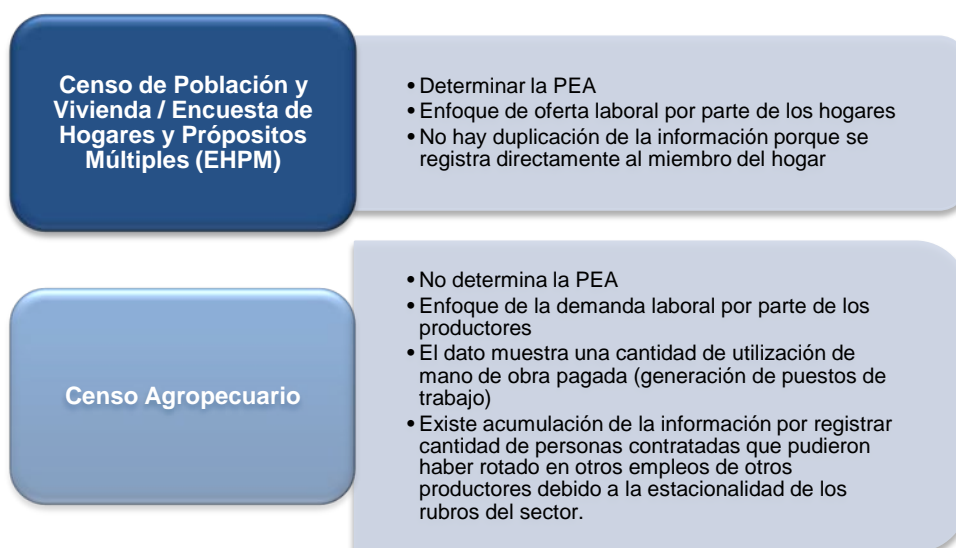 Censo de Población y
Vivienda / Encuesta de
Hogares y Própositos
Múltiples (EHPM)
• Determinar la PEA
• Enfoque de oferta laboral por parte de los hogares
• No hay duplicación de la información porque se
registra directamente al miembro del hogar
Censo Agropecuario
• No determina la PEA
• Enfoque de la demanda laboral por parte de los
productores
• El dato muestra una cantidad de utilización de
mano de obra pagada (generación de puestos de
trabajo)
• Existe acumulación de la información por registrar
cantidad de personas contratadas que pudieron
haber rotado en otros empleos de otros
productores debido a la estacionalidad de los
rubros del sector.